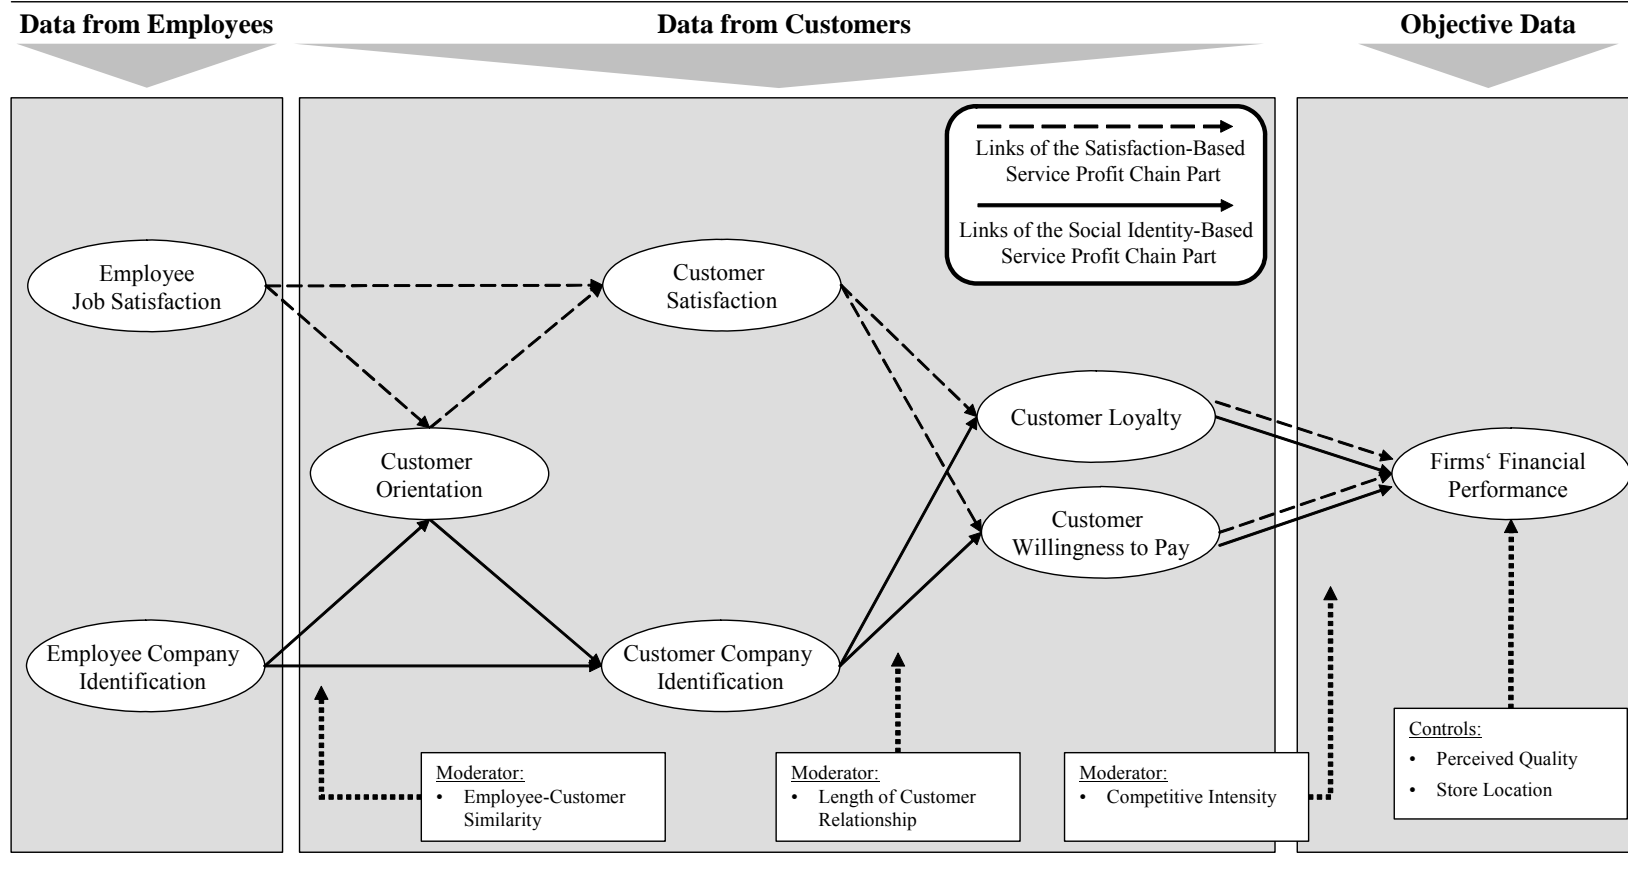 Data from Employees
Data from Customers
Objective Data
Links of the Satisfaction-Based
Service Profit Chain Part
Links of the Social Identity-Based
Service Profit Chain Part
Employee
Job Satisfaction
Customer
Satisfaction
Customer Loyalty
Customer
Orientation
Firms‘ Financial
Performance
Customer
Willingness to Pay
Employee Company
Identification
Customer Company
Identification
Moderator:
• Employee-Customer
Similarity
Moderator:
• Length of Customer
Relationship
Moderator:
• Competitive Intensity
Controls:
• Perceived Quality
• Store Location